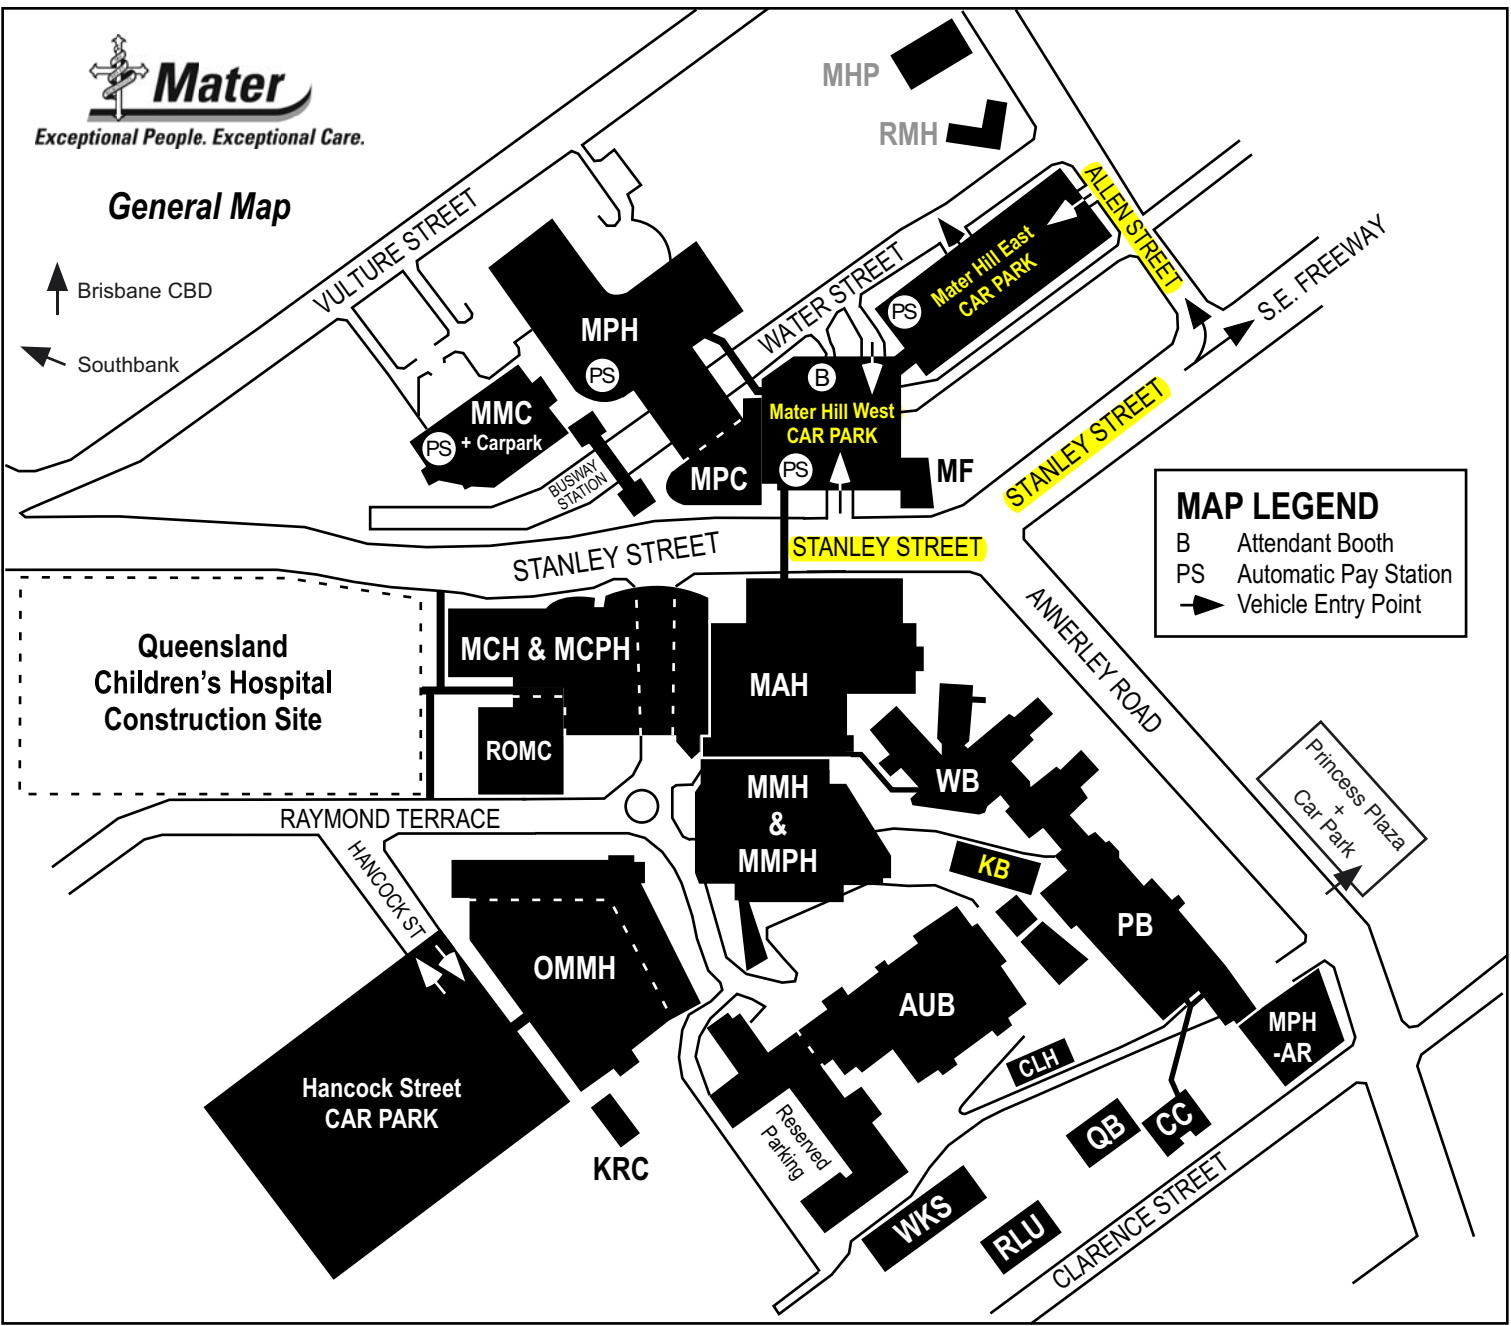 Mater
Exceptional People. Exceptional Care.
General Map
Brisbane CBD
Southbank
VULTURE STREET
MHP
RMH
ALLEN STREET
S.E. FREEWAY
WATER STREET
Mater Hill East
CAR PARK
PS
MPH
PS
B
Mater Hill West
CAR PARK
PS
MMC
+ Carpark
PS
BUSWAY
STATION
MPC
MF
STANLEY STREET
STANLEY STREET
STANLEY STREET
MAP LEGEND
B Attendant Booth
PS Automatic Pay Station
Vehicle Entry Point
ANNERLEY ROAD
Queensland
Children's Hospital
Construction Site
MCH & MCPH
MAH
ROMC
WB
MMH
&
MMPH
RAYMOND TERRACE
HANCOCK ST
Princess Plaza
+
Car Park
KB
PB
OMMH
AUB
MPH
-AR
CLH
Hancock Street
CAR PARK
KRC
Reserved
Parking
QB
CC
WKS
RLU
CLARENCE STREET